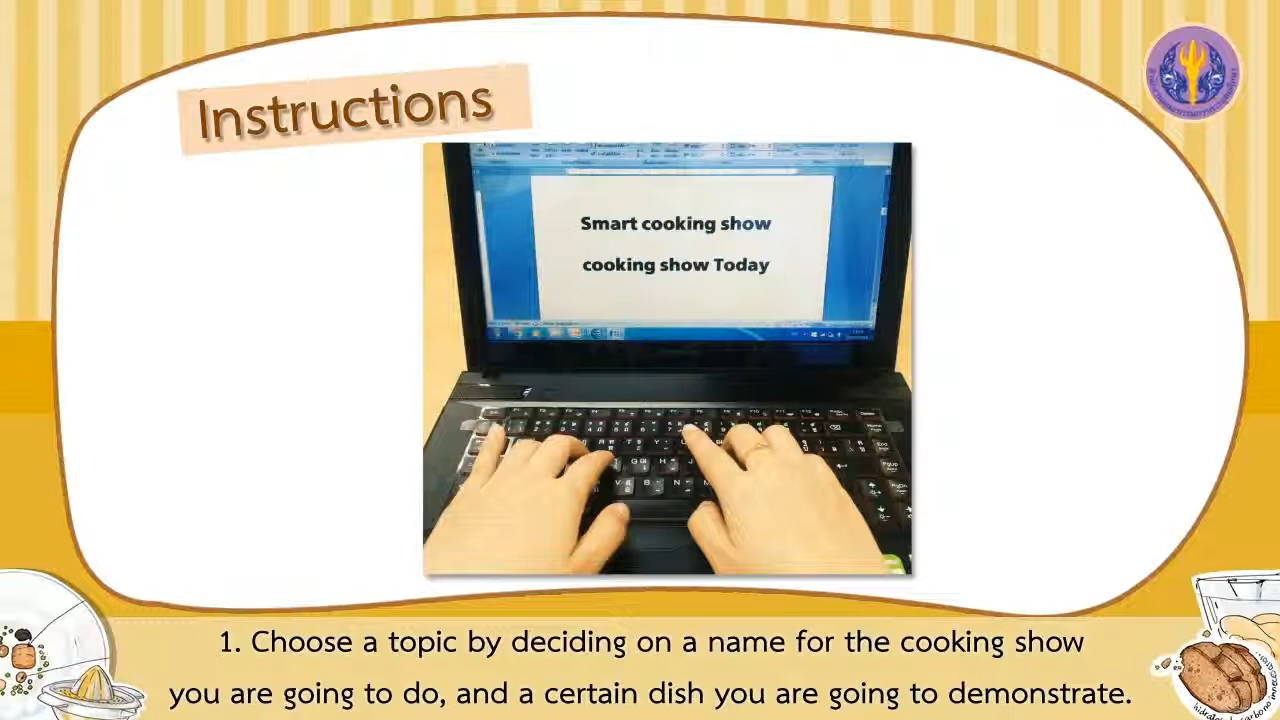 Instructions
Smart cooking show
cooking show Today
1. Choose a topic by deciding on a name for the cooking show
you are going to do, and a certain dish you are going to demonstrate.